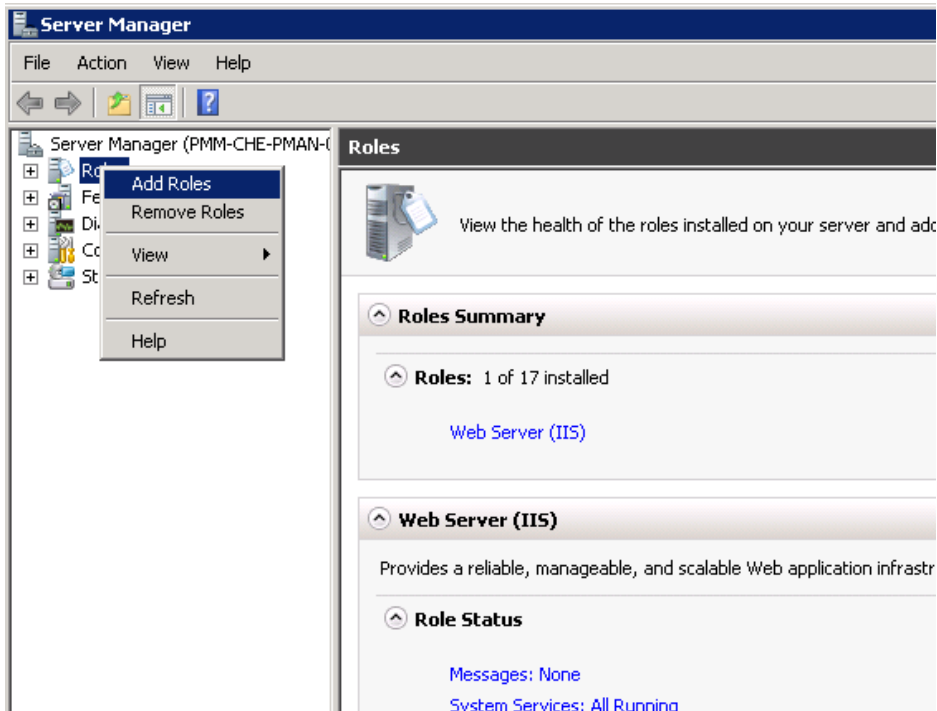 Server Manager
File Action View Help
Server Manager (PMM-CHE-PMAN-
Add Roles
Remove Roles
View
Refresh
Help
Roles
View the health of the roles installed on your server and add
Roles Summary
Roles: 1 of 17 installed
Web Server (IIS)
Web Server (IIS)
Provides a reliable, manageable, and scalable Web application infrastr
Role Status
Messages: None
System Services: All Running